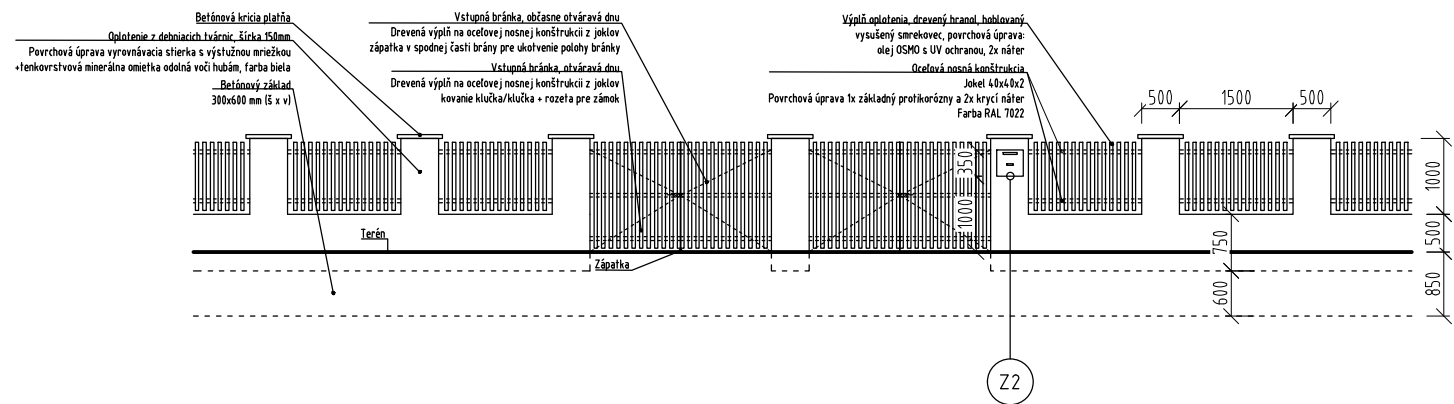 Betónová kricia platňa
Oplotenie z debniacich tvárnic, šírka 150mm
Povrchová úprava vyrovnávacia stierka s výstužnou mriežkou
+tenkovrstvová minerálna omietka odolná voči hubám, farba biela
Betónový základ
300x600 mm (š x v)
Vstupná bránka, občasne otváravá dnu
Drevená výplň na oceľovej nosnej konštrukcii z joklov
zápatka v spodnej časti brány pre ukotvenie polohy bránky
Vstupná bránka, otváravá dnu
Drevená výplň na oceľovej nosnej konštrukcii z joklov
kovanie klučka/klučka + rozeta pre zámok
Výplň oplotenia, drevený hranol, hobľovaný
vysušený smrekovec, povrchová úprava:
olej OSMO s UV ochranou, 2x náter
Oceľová nosná konštrukcia
Jokel 40x40x2
Povrchová úprava 1x základný protikorózny a 2x krycí náter
Farba RAL 7022
500
1500
500
350
1000
1000
500
850
750
600
Terén
Zápatka
Z2